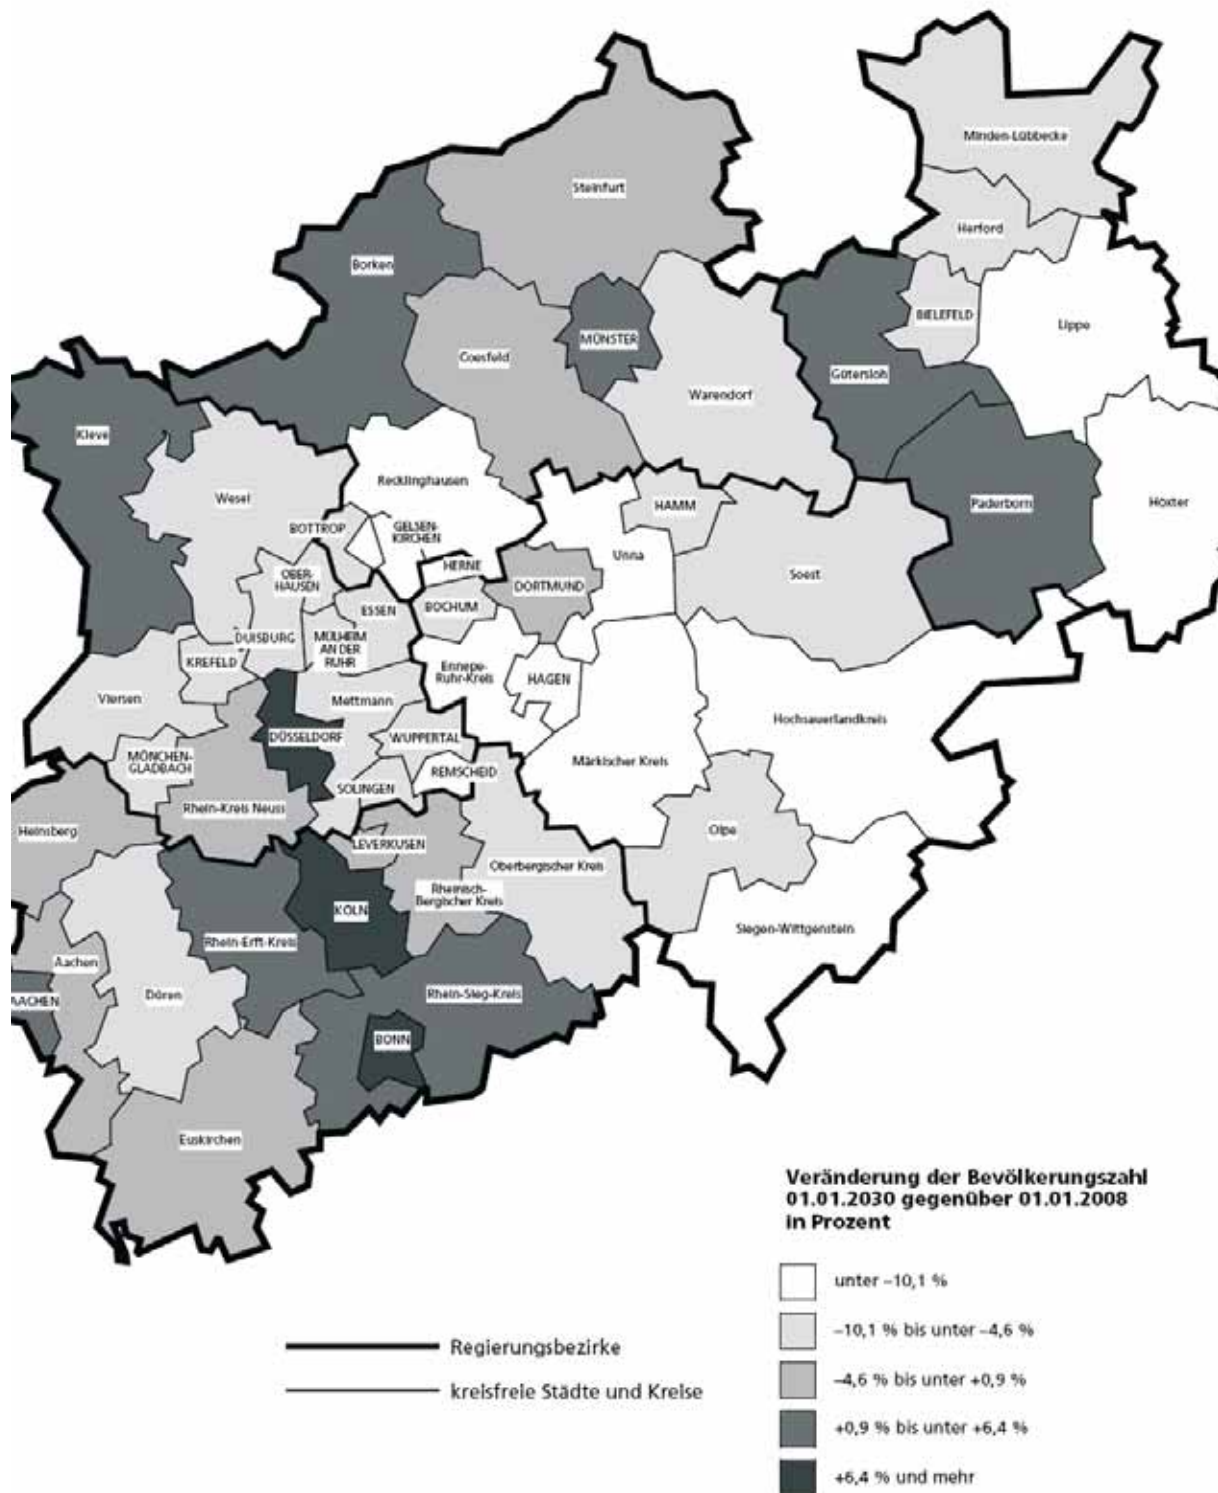 Minden-Lübbecke
Steinfurt
Herford
Borken
BIELEFELD
Lippe
MÜNSTER
Coesfeld
Gütersloh
Warendorf
Kleve
Recklinghausen
Wesel
Paderborn
Höxter
HAMM
BOTTROP
GELSEN-
KIRCHEN
Unna
HERNE
Soest
OBER-
HAUSEN
DORTMUND
ESSEN
BOCHUM
DUISBURG
MÜLHEIM
AN DER
RUHR
KREFELD
Ennepe-
Ruhr-Kreis
HAGEN
Viersen
Mettmann
Hochsauerlandkreis
DÜSSELDORF
WUPPERTAL
MÖNCHEN-
GLADBACH
Märkischer Kreis
REMSCHEID
SOLINGEN
Rhein-Kreis Neuss
Heinsberg
Olpe
LEVERKUSEN
Oberbergischer Kreis
Rheinisch-
Bergischer Kreis
KÖLN
Siegen-Wittgenstein
Rhein-Erft-Kreis
Aachen
Düren
Rhein-Sieg-Kreis
AACHEN
BONN
Euskirchen
Veränderung der Bevölkerungszahl
01.01.2030 gegenüber 01.01.2008
in Prozent
unter –10,1 %
–10,1 % bis unter –4,6 %
–4,6 % bis unter +0,9 %
+0,9 % bis unter +6,4 %
+6,4 % und mehr
Regierungsbezirke
kreisfreie Städte und Kreise